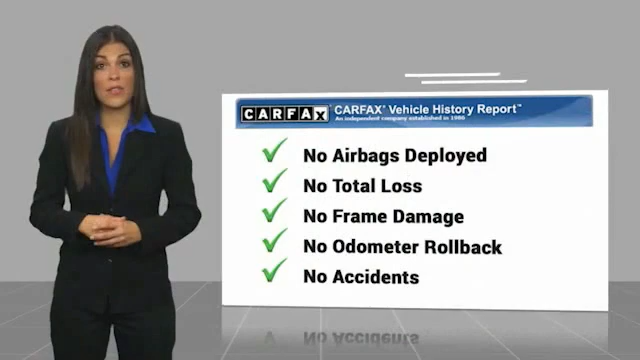 CARFAX CARFAX® Vehicle History Report™
An independent company established in 1986
No Airbags Deployed
No Total Loss
No Frame Damage
No Odometer Rollback
No Accidents